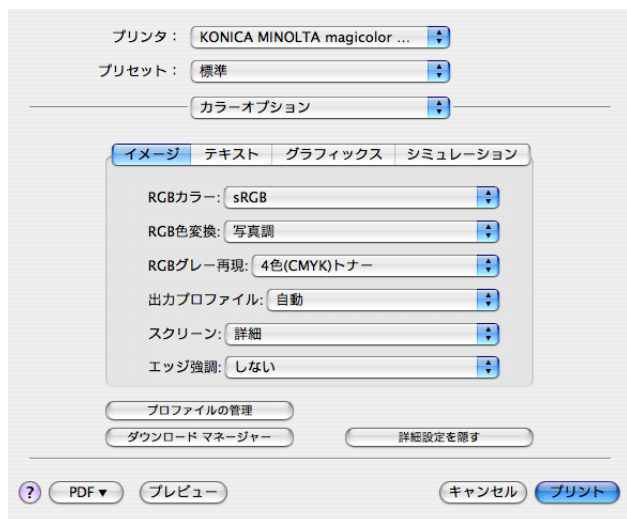 プリンタ： KONICA MINOLTA magicolor ...
プリセット： 標準
カラーオプション
イメージ テキスト グラフィックス シミュレーション
RGBカラー: sRGB
RGB色変換: 写真調
RGBグレー再現: 4色(CMYK)トナー
出力プロファイル: 自動
スクリーン: 詳細
エッジ強調: しない
プロファイルの管理
ダウンロード マネージャー 詳細設定を隠す
? PDF▼ プレビュー キャンセル プリント